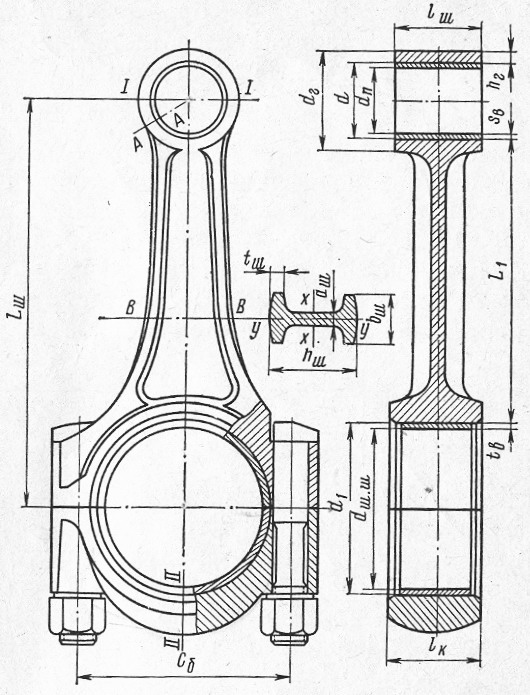 l ш
I
I
A
A
d г
d
d п
h г
s в
L ш
L 1
t ш
x
a ш
B
B
y
y
b ш
x
h ш
t в
d 1
d ш.ш
II
II
C б
l к